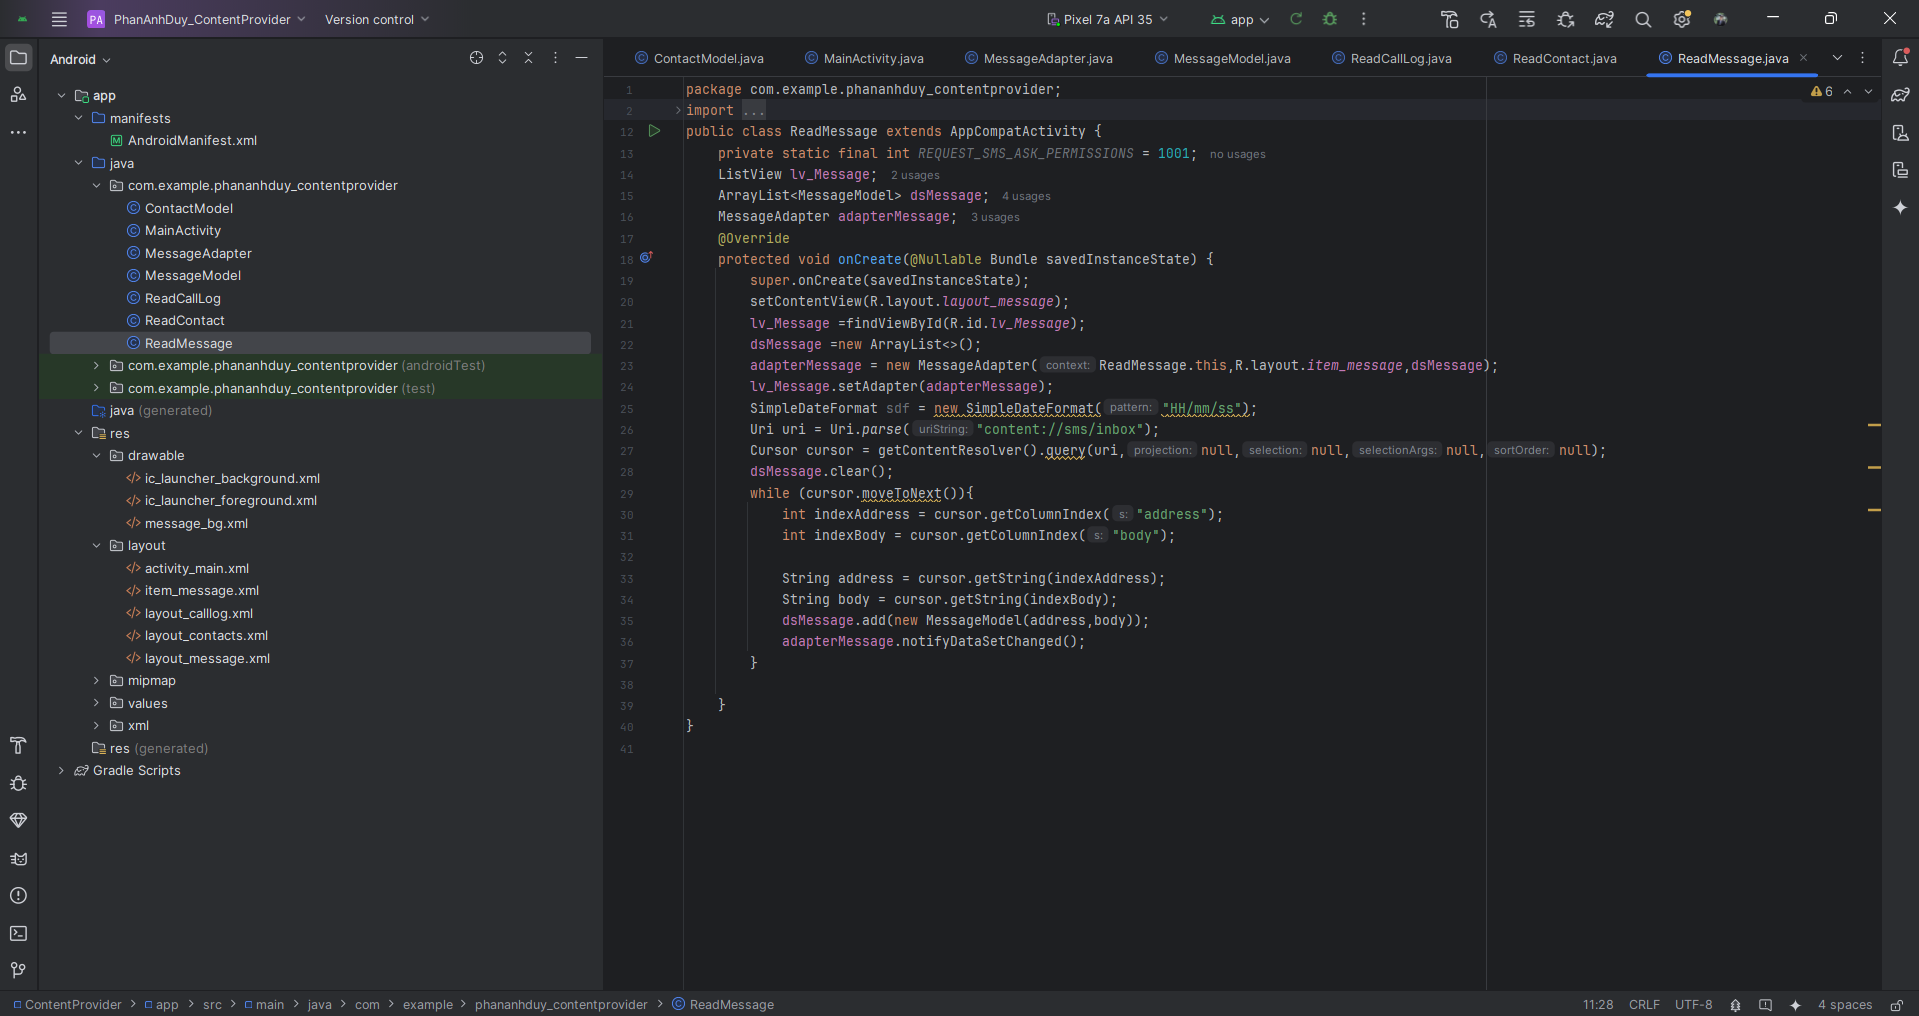 PA PhanAnhDuy_ContentProvider Version control Pixel 7a API 35 app
Android
ContactModel.java MainActivity.java MessageAdapter.java MessageModel.java ReadCallLog.java ReadContact.java ReadMessage.java
app
manifests
AndroidManifest.xml
java
com.example.phananhduy_contentprovider
ContactModel
MainActivity
MessageAdapter
MessageModel
ReadCallLog
ReadContact
ReadMessage
com.example.phananhduy_contentprovider (androidTest)
com.example.phananhduy_contentprovider (test)
java (generated)
res
drawable
ic_launcher_background.xml
ic_launcher_foreground.xml
message_bg.xml
layout
activity_main.xml
item_message.xml
layout_calllog.xml
layout_contacts.xml
layout_message.xml
mipmap
values
xml
res (generated)
Gradle Scripts
6
1 package com.example.phananhduy_contentprovider;
2 import ...
12 public class ReadMessage extends AppCompatActivity {
13 private static final int REQUEST_SMS_ASK_PERMISSIONS = 1001; no usages
14 ListView lv_Message; 2 usages
15 ArrayList<MessageModel> dsMessage; 4 usages
16 MessageAdapter adapterMessage; 3 usages
17 @Override
18 protected void onCreate(@Nullable Bundle savedInstanceState) {
19 super.onCreate(savedInstanceState);
20 setContentView(R.layout.layout_message);
21 lv_Message =findViewById(R.id.lv_Message);
22 dsMessage =new ArrayList<>();
23 adapterMessage = new MessageAdapter( context: ReadMessage.this,R.layout.item_message,dsMessage);
24 lv_Message.setAdapter(adapterMessage);
25 SimpleDateFormat sdf = new SimpleDateFormat( pattern: "HH/mm/ss");
26 Uri uri = Uri.parse( uriString: "content://sms/inbox");
27 Cursor cursor = getContentResolver().query(uri, projection: null, selection: null, selectionArgs: null, sortOrder: null);
28 dsMessage.clear();
29 while (cursor.moveToNext()){
30 int indexAddress = cursor.getColumnIndex( s: "address");
31 int indexBody = cursor.getColumnIndex( s: "body");
32
33 String address = cursor.getString(indexAddress);
34 String body = cursor.getString(indexBody);
35 dsMessage.add(new MessageModel(address,body));
36 adapterMessage.notifyDataSetChanged();
37 }
38
39 }
40 }
41
ContentProvider > app > src > main > java > com > example > phananhduy_contentprovider > ReadMessage 11:28 CRLF UTF-8 4 spaces